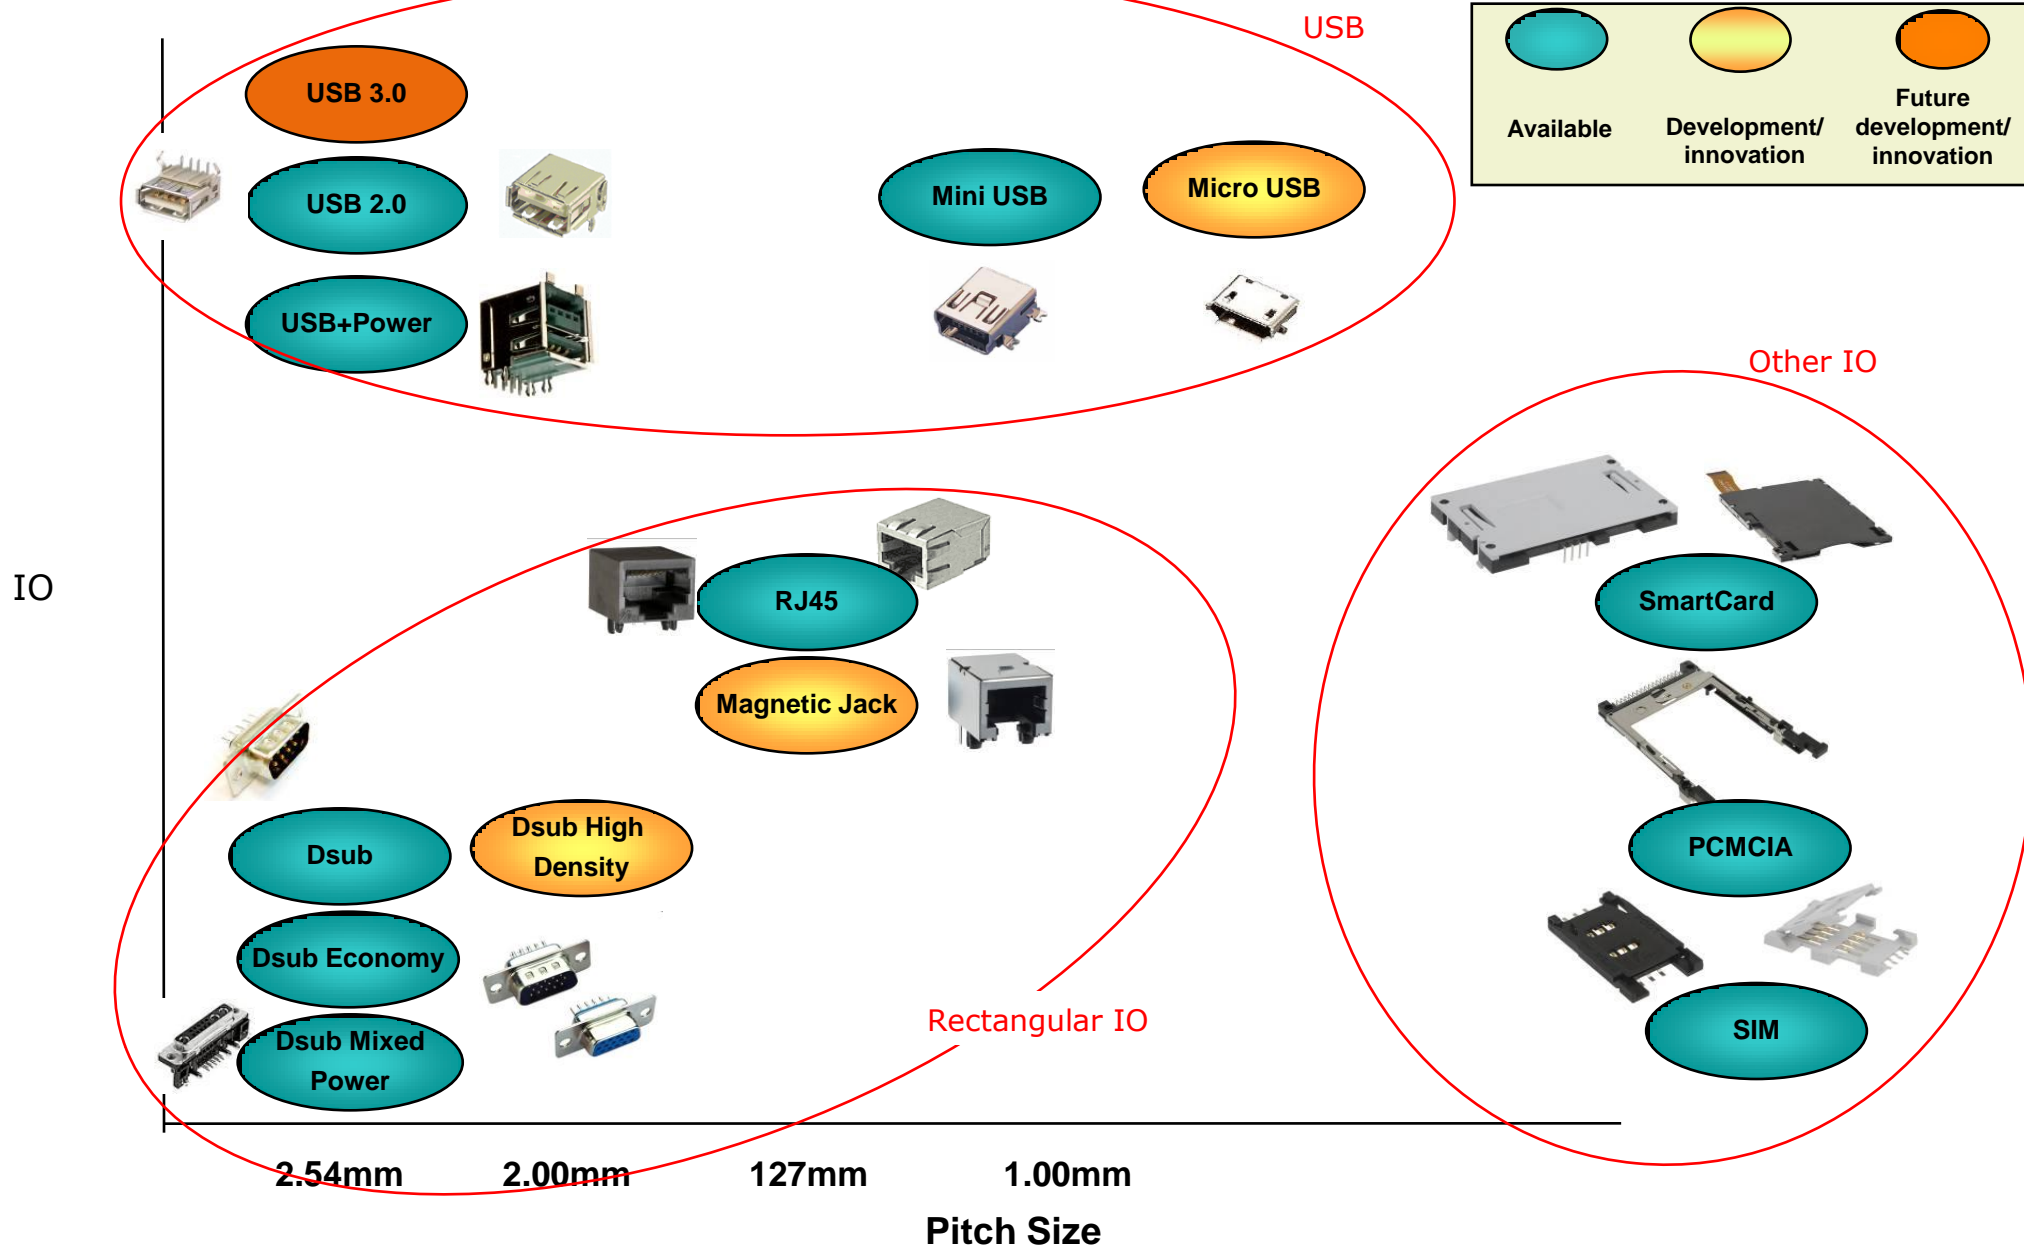 USB
USB 3.0
USB 2.0
USB+Power
Mini USB
Micro USB
Available
Development/
innovation
Future
development/
innovation
Other IO
IO
RJ45
Magnetic Jack
SmartCard
PCMCIA
SIM
Dsub
Dsub High
Density
Dsub Economy
Dsub Mixed
Power
Rectangular IO
2.54mm 2.00mm 127mm 1.00mm
Pitch Size